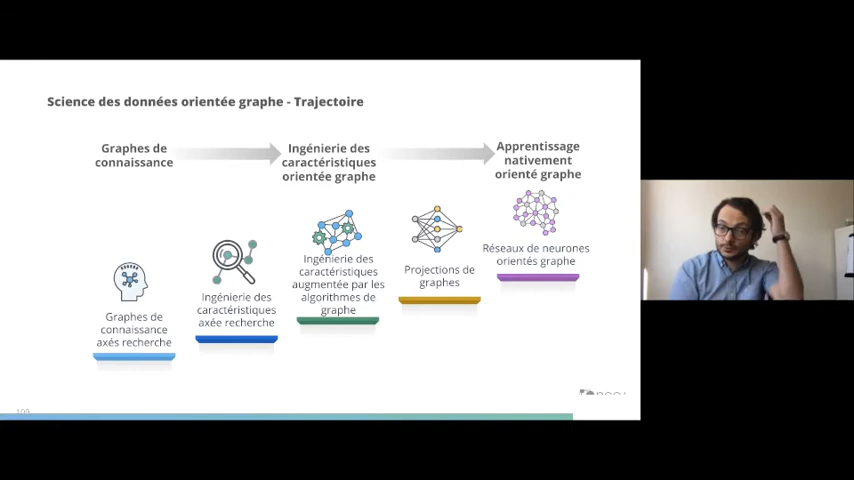 Science des données orientée graphe - Trajectoire
Graphes de
connaissance
Ingénierie des
caractéristiques
orientée graphe
Apprentissage
nativement
orienté graphe
Graphes de
connaissance
axés recherche
Ingénierie des
caractéristiques
axée recherche
Ingénierie des
caractéristiques
augmentée par les
algorithmes de
graphe
Projections de
graphes
Réseaux de neurones
orientés graphe
109